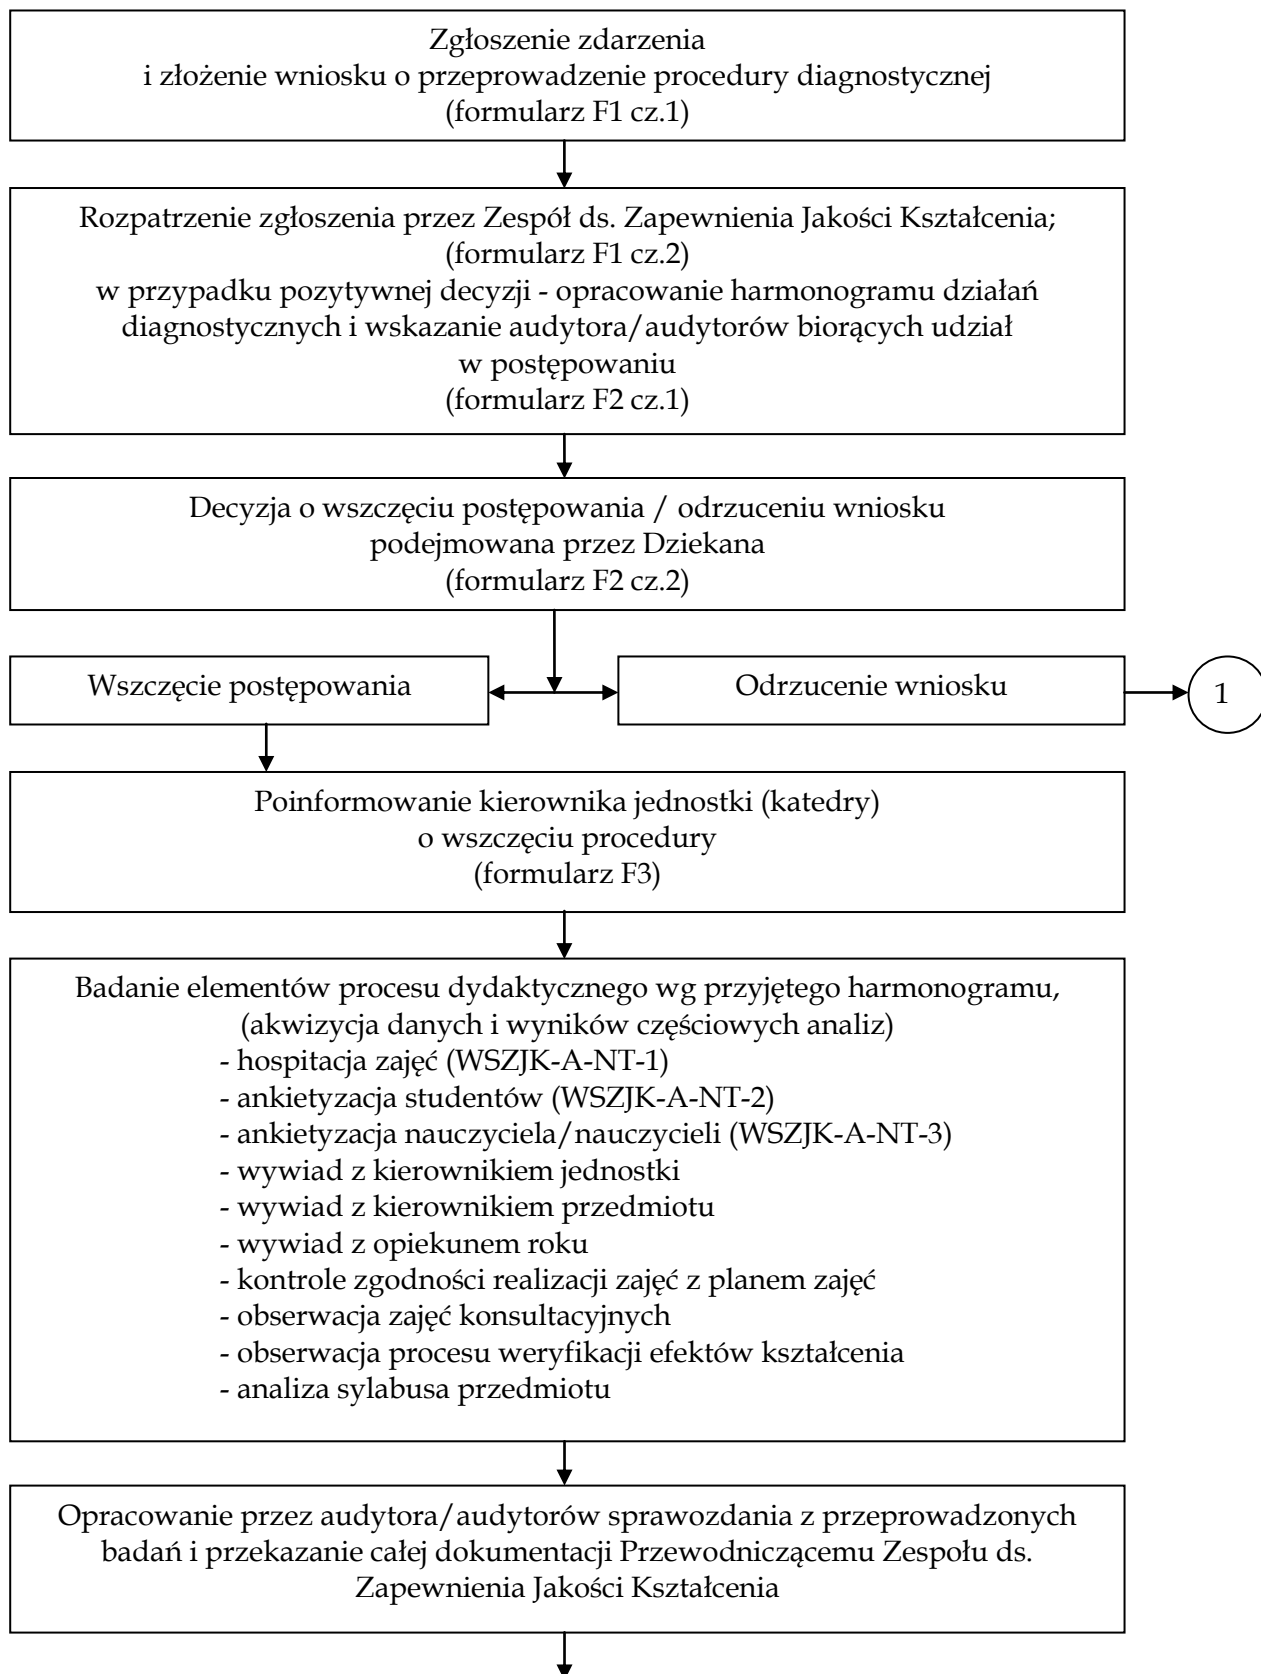 Zgłoszenie zdarzenia
i złożenie wniosku o przeprowadzenie procedury diagnostycznej
(formularz F1 cz.1)
Rozpatrzenie zgłoszenia przez Zespół ds. Zapewnienia Jakości Kształcenia;
(formularz F1 cz.2)
w przypadku pozytywnej decyzji - opracowanie harmonogramu działań
diagnostycznych i wskazanie audytora/audytorów biorących udział
w postępowaniu
(formularz F2 cz.1)
Decyzja o wszczęciu postępowania / odrzuceniu wniosku
podejmowana przez Dziekana
(formularz F2 cz.2)
Wszczęcie postępowania
Odrzucenie wniosku
1
Poinformowanie kierownika jednostki (katedry)
o wszczęciu procedury
(formularz F3)
Badanie elementów procesu dydaktycznego wg przyjętego harmonogramu,
(akwizycja danych i wyników częściowych analiz)
- hospitacja zajęć (WSZJK-A-NT-1)
- ankietyzacja studentów (WSZJK-A-NT-2)
- ankietyzacja nauczyciela/nauczycieli (WSZJK-A-NT-3)
- wywiad z kierownikiem jednostki
- wywiad z kierownikiem przedmiotu
- wywiad z opiekunem roku
- kontrole zgodności realizacji zajęć z planem zajęć
- obserwacja zajęć konsultacyjnych
- obserwacja procesu weryfikacji efektów kształcenia
- analiza sylabusa przedmiotu
Opracowanie przez audytora/audytorów sprawozdania z przeprowadzonych
badań i przekazanie całej dokumentacji Przewodniczącemu Zespołu ds.
Zapewnienia Jakości Kształcenia